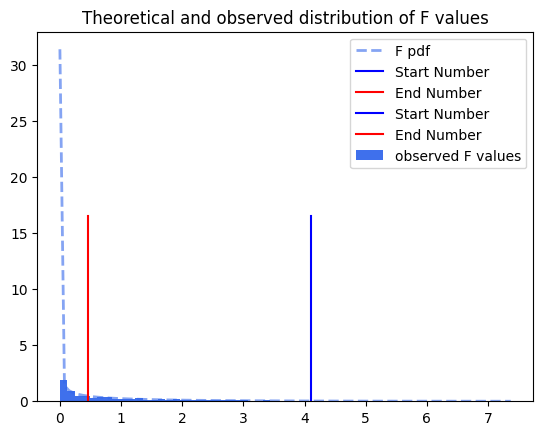 Theoretical and observed distribution of F values
F pdf
Start Number
End Number
Start Number
End Number
observed F values
30
25
20
15
10
5
0
0 1 2 3 4 5 6 7